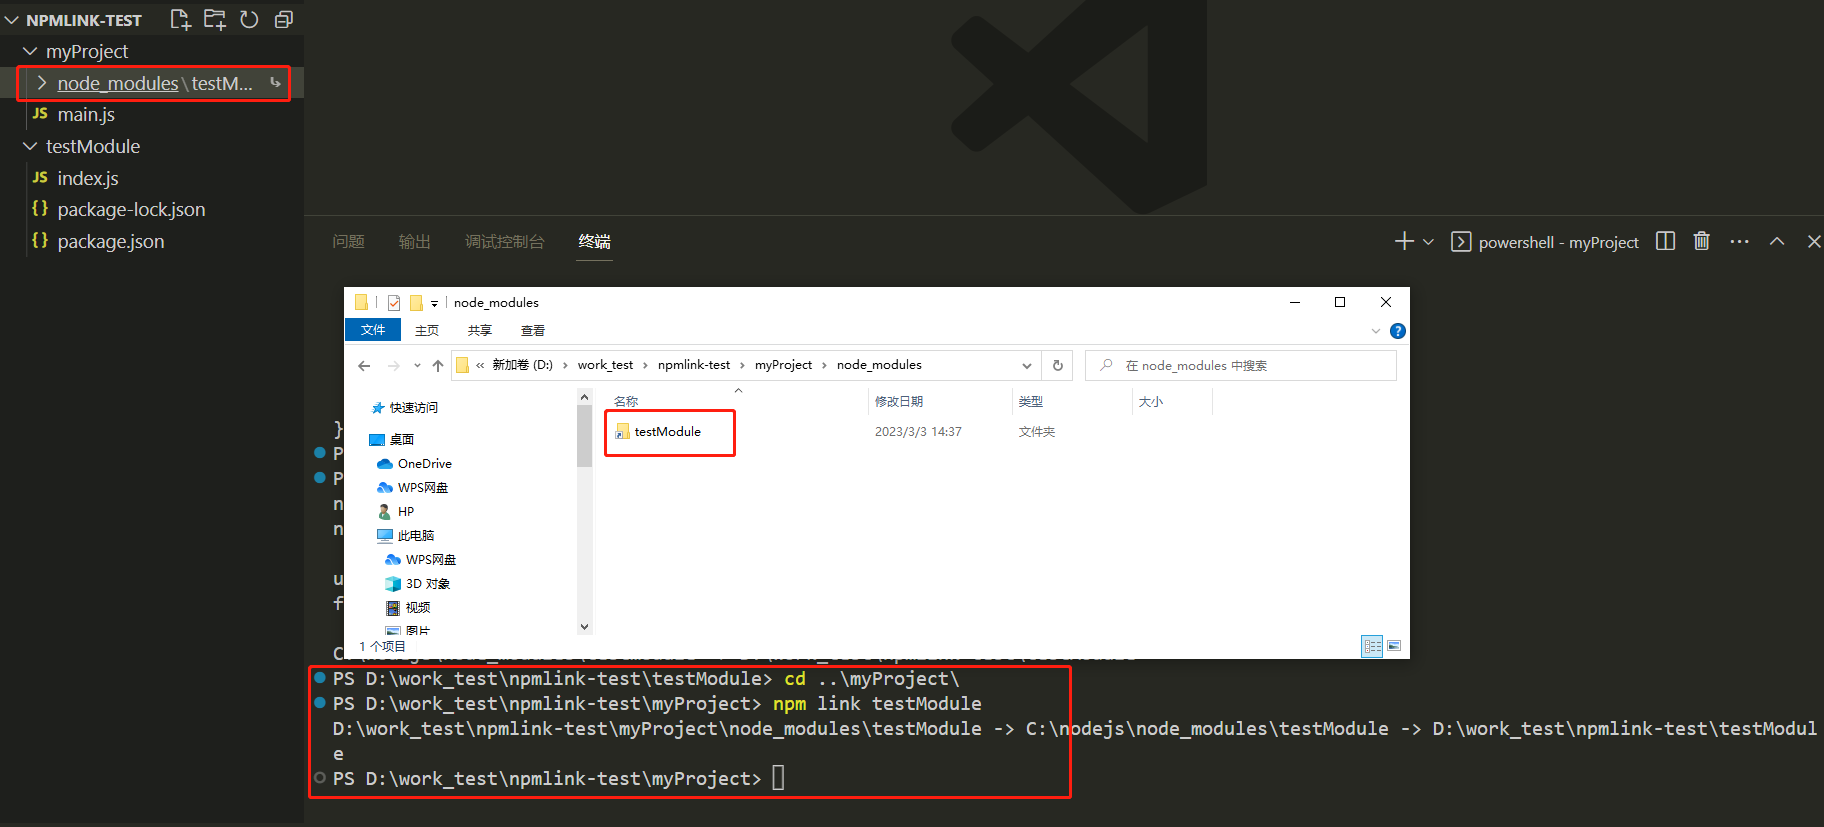 NPMLINK-TEST
myProject
node_modules\testM...
JS main.js
testModule
JS index.js
{} package-lock.json
{} package.json
问题 输出 调试控制台 终端
powershell - myProject
node_modules
文件 主页 共享 查看
« 新加卷 (D:) › work_test › npmlink-test › myProject › node_modules
在 node_modules 中搜索
快速访问
桌面
OneDrive
WPS网盘
HP
此电脑
WPS网盘
3D 对象
视频
图片
名称 修改日期 类型 大小
testModule 2023/3/3 14:37 文件夹
1 个项目
}
P
P
n
n
u
f
PS D:\work_test\npmlink-test\testModule> cd ..\myProject\
PS D:\work_test\npmlink-test\myProject> npm link testModule
D:\work_test\npmlink-test\myProject\node_modules\testModule -> C:\nodejs\node_modules\testModule -> D:\work_test\npmlink-test\testModul
e
PS D:\work_test\npmlink-test\myProject>